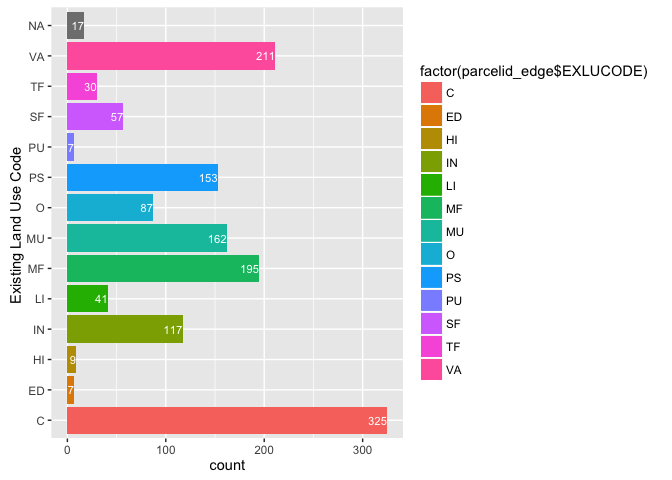 NA 17
VA 211
TF 30
SF 57
PU 7
PS 153
O 87
MU 162
MF 195
LI 41
IN 117
HI 9
ED 7
C 325
0 100 200 300
count
Existing Land Use Code
factor(parcelid_edge$EXLUCODE)
C
ED
HI
IN
LI
MF
MU
O
PS
PU
SF
TF
VA